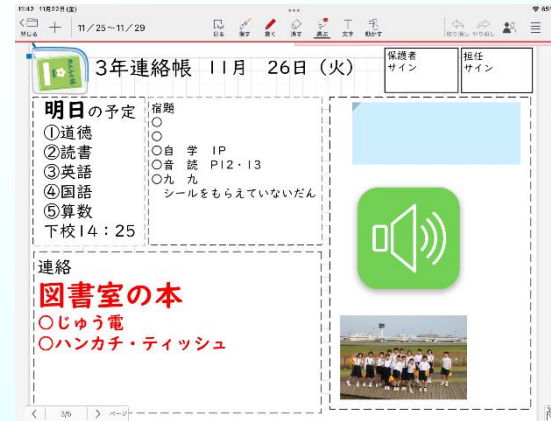 11:42 11月22日(金)
閉じる
11/25~11/29
切る
消す
書く
消す
選ぶ
文字
動かす
取り消し やり直し
3年連絡帳 11月 26日(火)
保護者
サイン
担任
サイン
明日の予定
①道徳
②読書
③英語
④国語
⑤算数
下校14:25
宿題
○
○
○自 学 1P
○音 読 P12・13
○九 九
シールをもらえていないだん
連絡
図書室の本
○じゅう電
○ハンカチ・ティッシュ
3/5
ページ